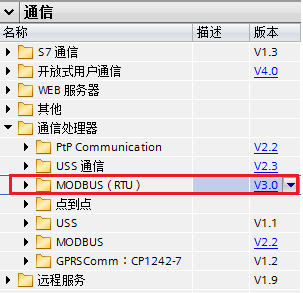 通信
名称 描述 版本
S7 通信 V1.3
开放式用户通信 V4.0
WEB 服务器
其他
通信处理器
PtP Communication V2.2
USS 通信 V2.3
MODBUS（RTU） V3.0
点到点
USS V1.1
MODBUS V2.2
GPRSComm：CP1242-7 V1.2
远程服务 V1.9